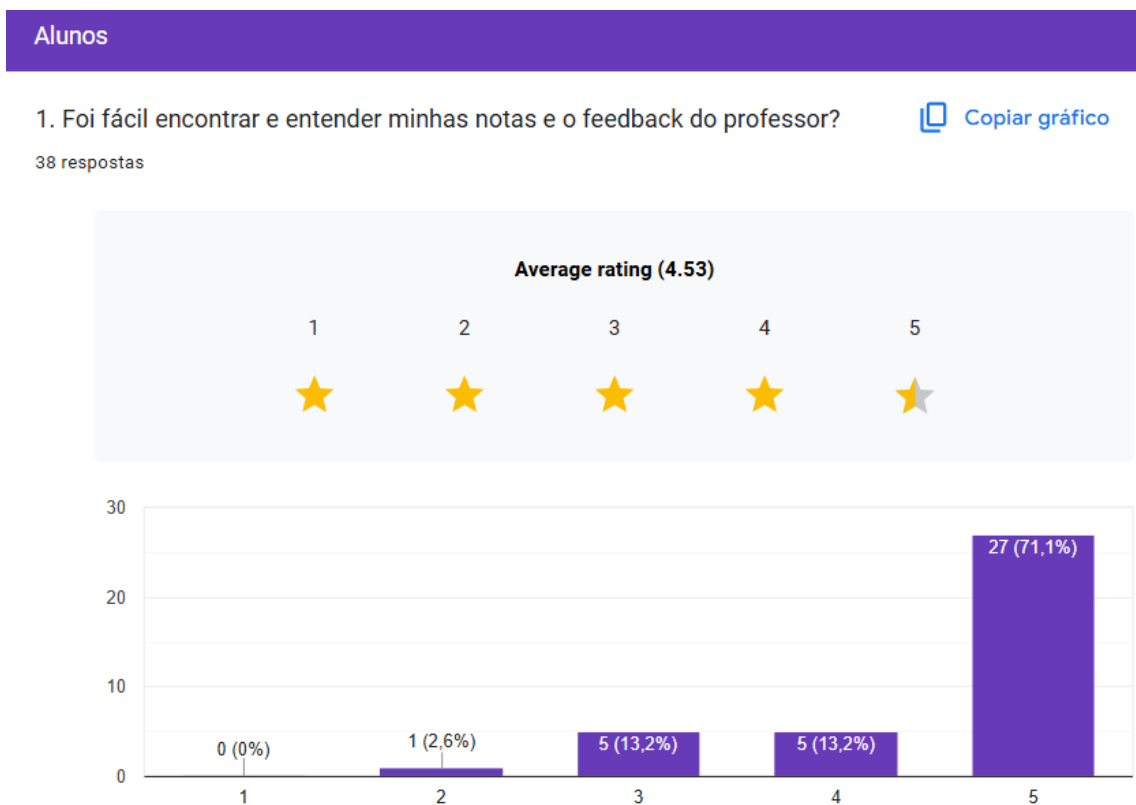 Alunos
1. Foi fácil encontrar e entender minhas notas e o feedback do professor?
Copiar gráfico
38 respostas
Average rating (4.53)
1 2 3 4 5
30
27 (71,1%)
20
10
0 (0%) 1 (2,6%) 5 (13,2%) 5 (13,2%)
0
1 2 3 4 5